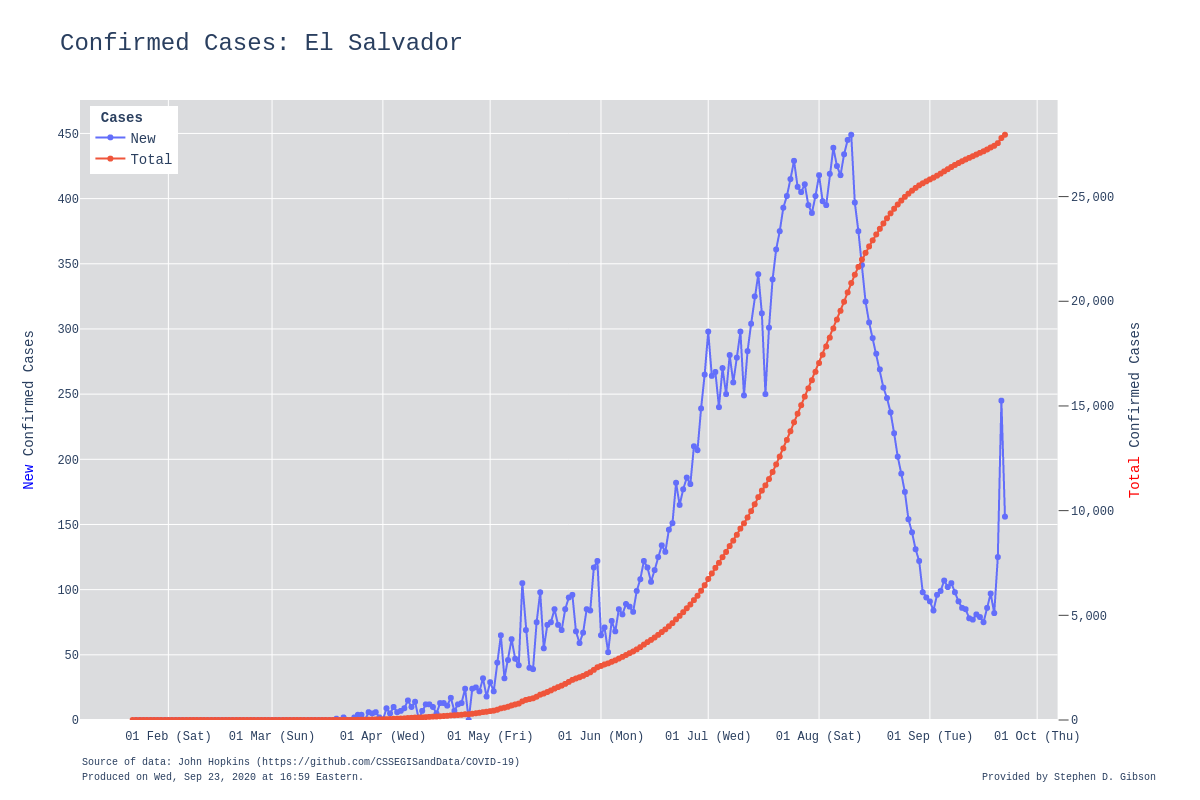 Confirmed Cases: El Salvador
Cases
New
Total
450
400
350
300
250
200
150
100
50
0
New Confirmed Cases
25,000
20,000
15,000
10,000
5,000
0
Total Confirmed Cases
01 Feb (Sat) 01 Mar (Sun) 01 Apr (Wed) 01 May (Fri) 01 Jun (Mon) 01 Jul (Wed) 01 Aug (Sat) 01 Sep (Tue) 01 Oct (Thu)
Source of data: John Hopkins (https://github.com/CSSEGISandData/COVID-19)
Produced on Wed, Sep 23, 2020 at 16:59 Eastern.
Provided by Stephen D. Gibson